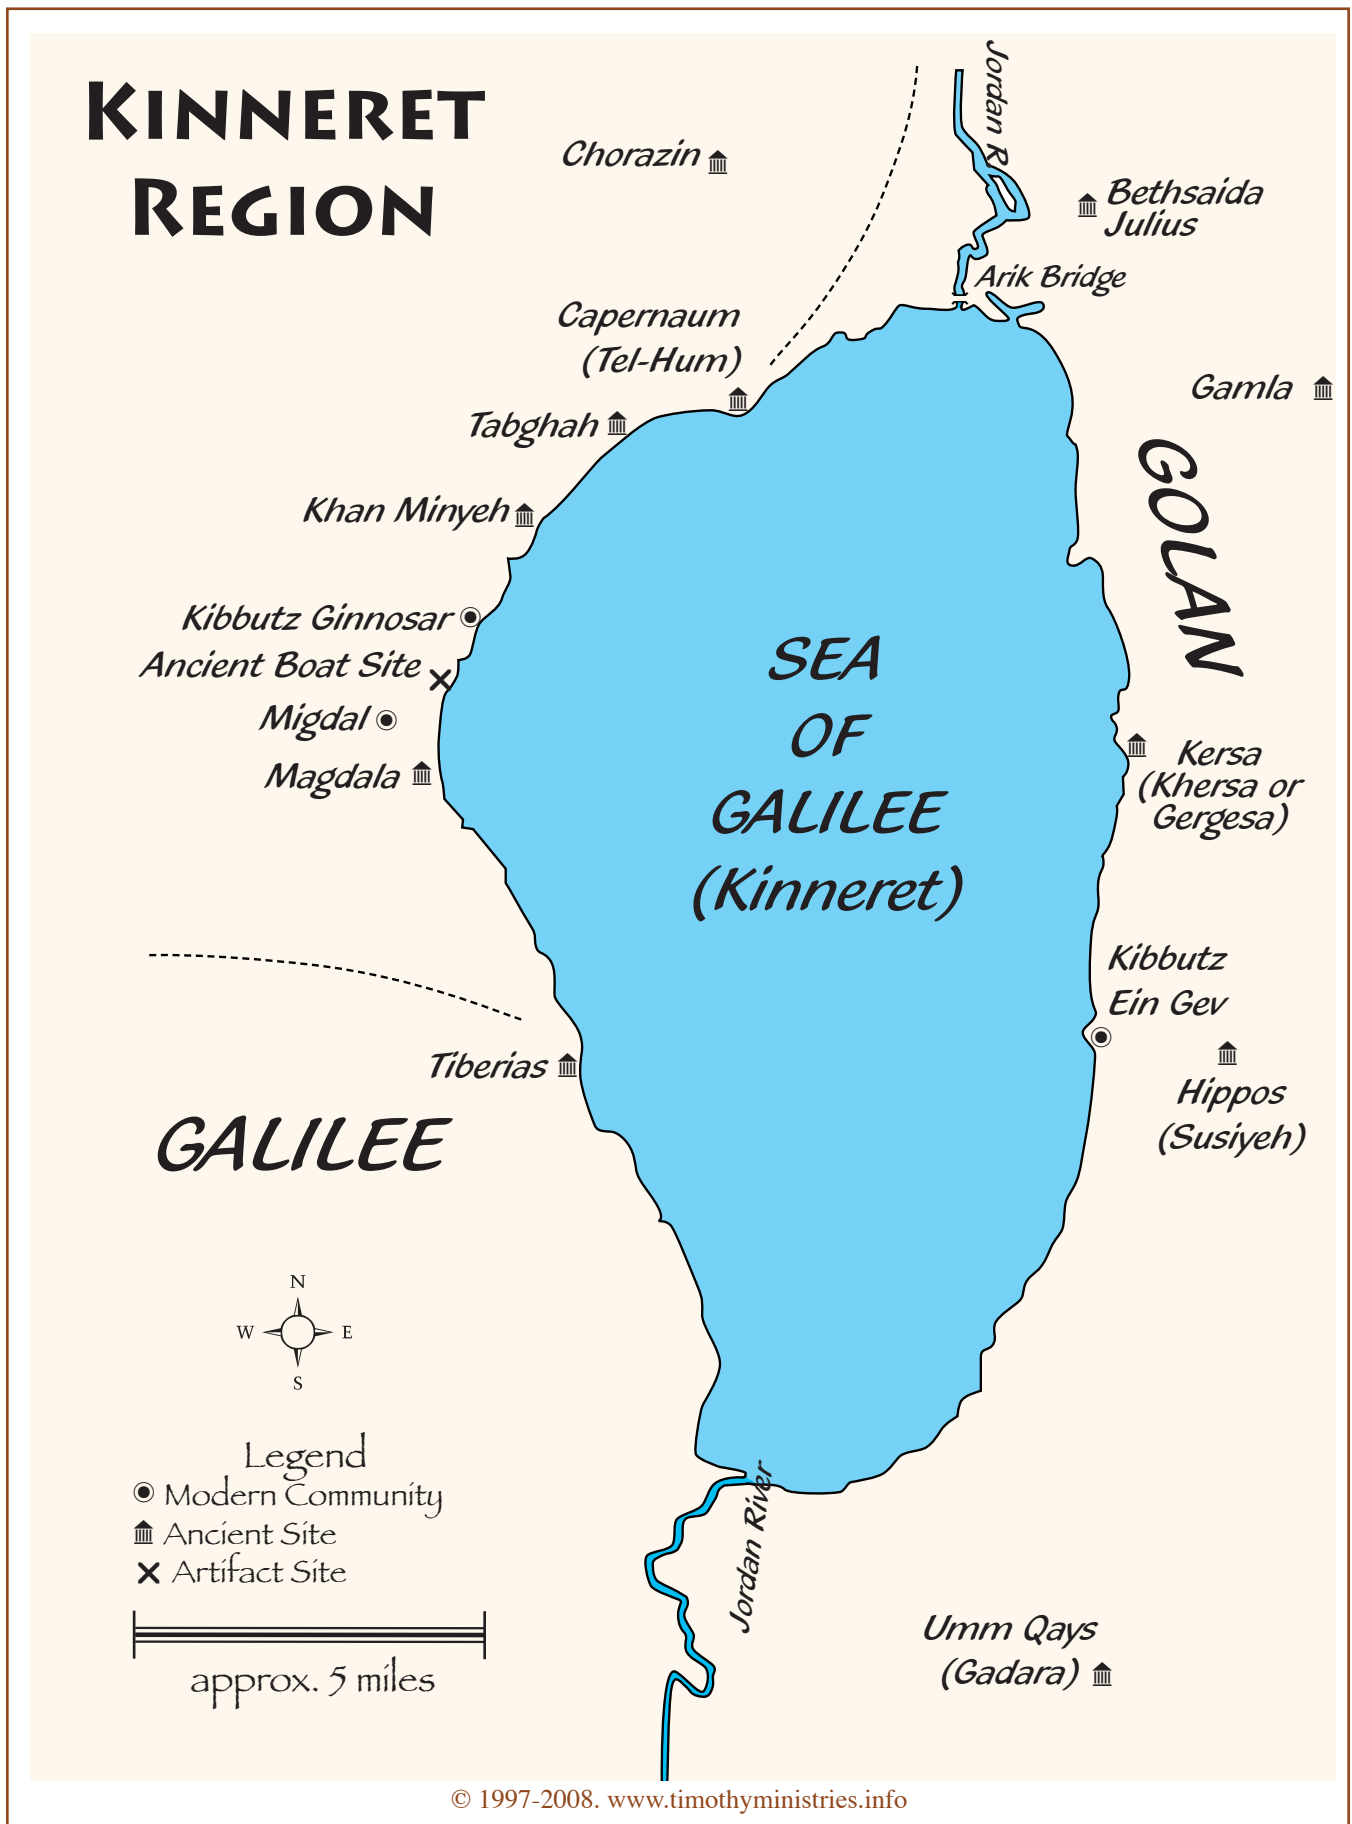 KINNERET
REGION
Jordan R
Chorazin
Bethsaida
Julius
Arik Bridge
Capernaum
(Tel-Hum)
Gamla
Tabghah
GOLAN
Khan Minyeh
Kibbutz Ginnosar
Ancient Boat Site
Migdal
Magdala
SEA
OF
GALILEE
(Kinneret)
Kersa
(Khersa or
Gergesa)
Kibbutz
Ein Gev
Tiberias
Hippos
(Susiyeh)
GALILEE
N
W E
S
Legend
Modern Community
Ancient Site
Artifact Site
approx. 5 miles
Jordan River
Umm Qays
(Gadara)
© 1997-2008. www.timothyministries.info